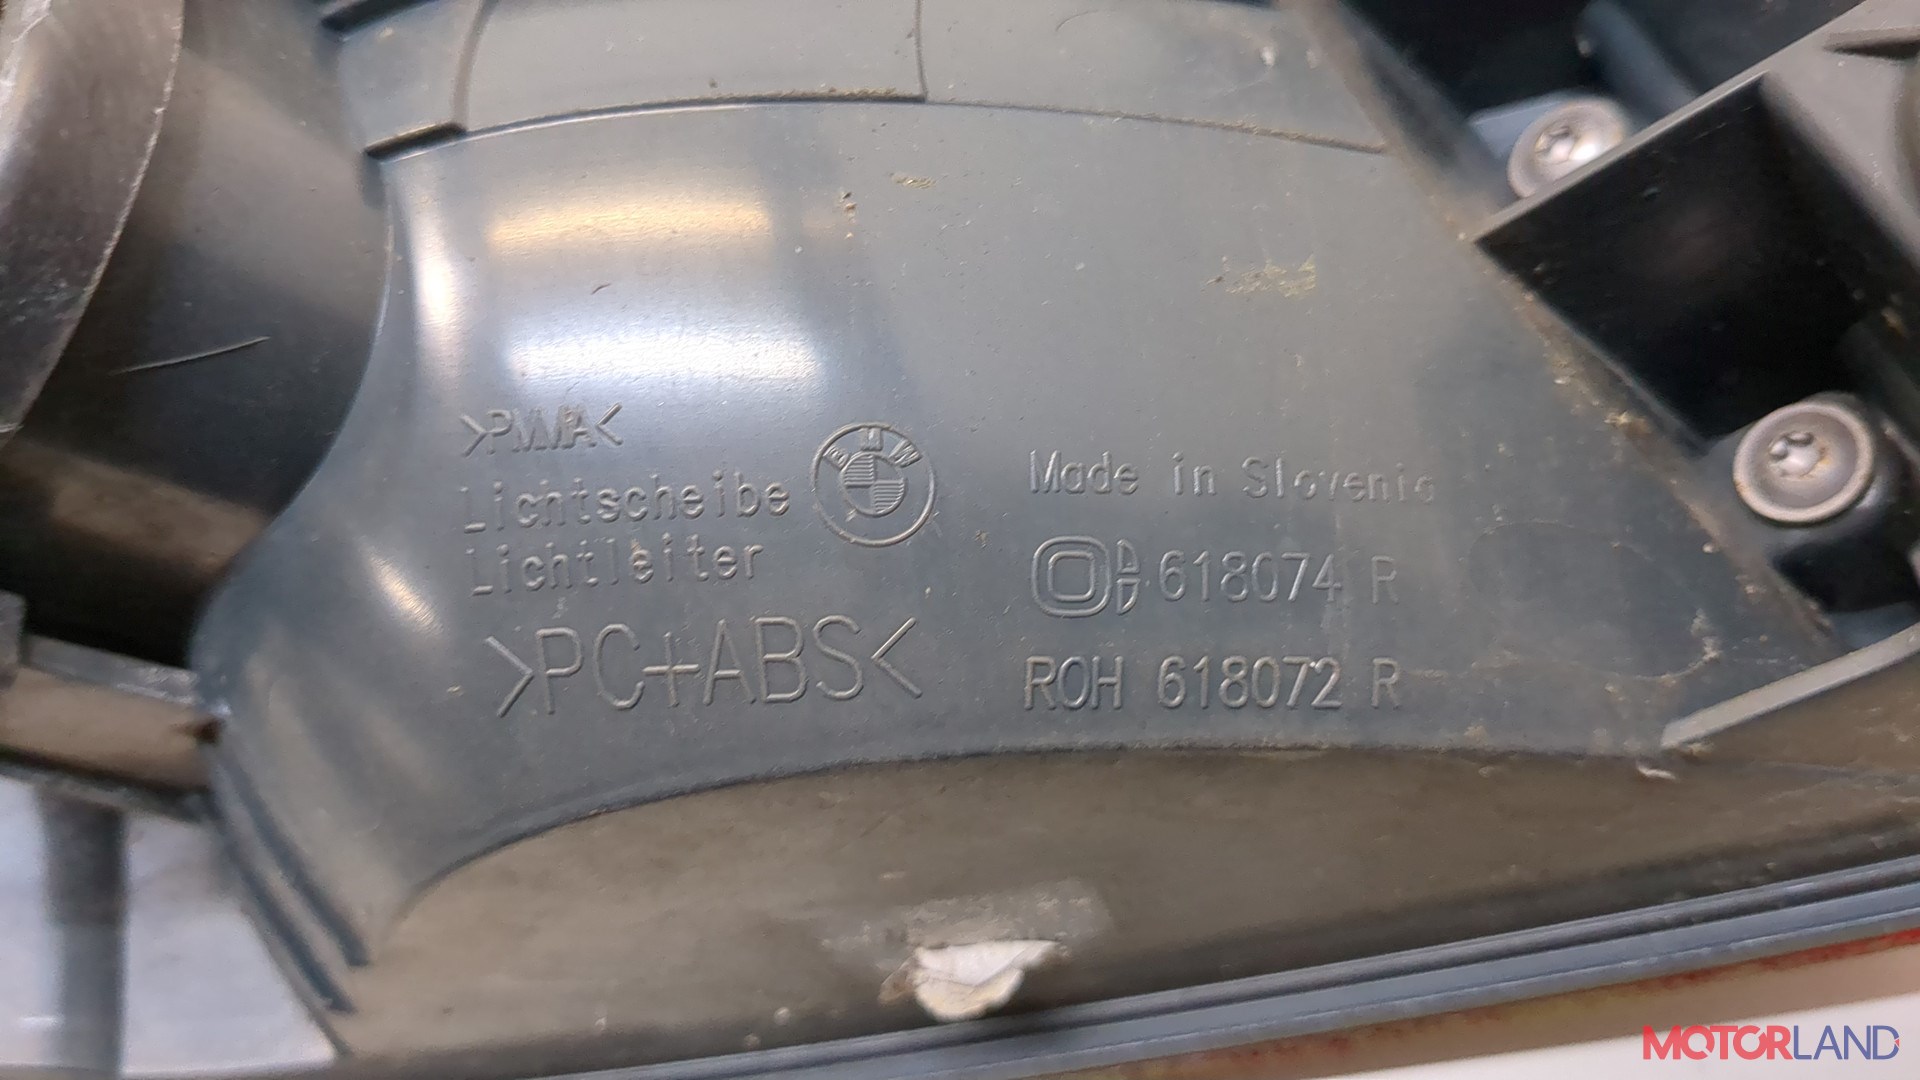 >PMMA<
Lichtscheibe
Lichtleiter
>PC+ABS<
BMW
Made in Slovenia
618074 R
ROH 618072 R
MOTORLAND